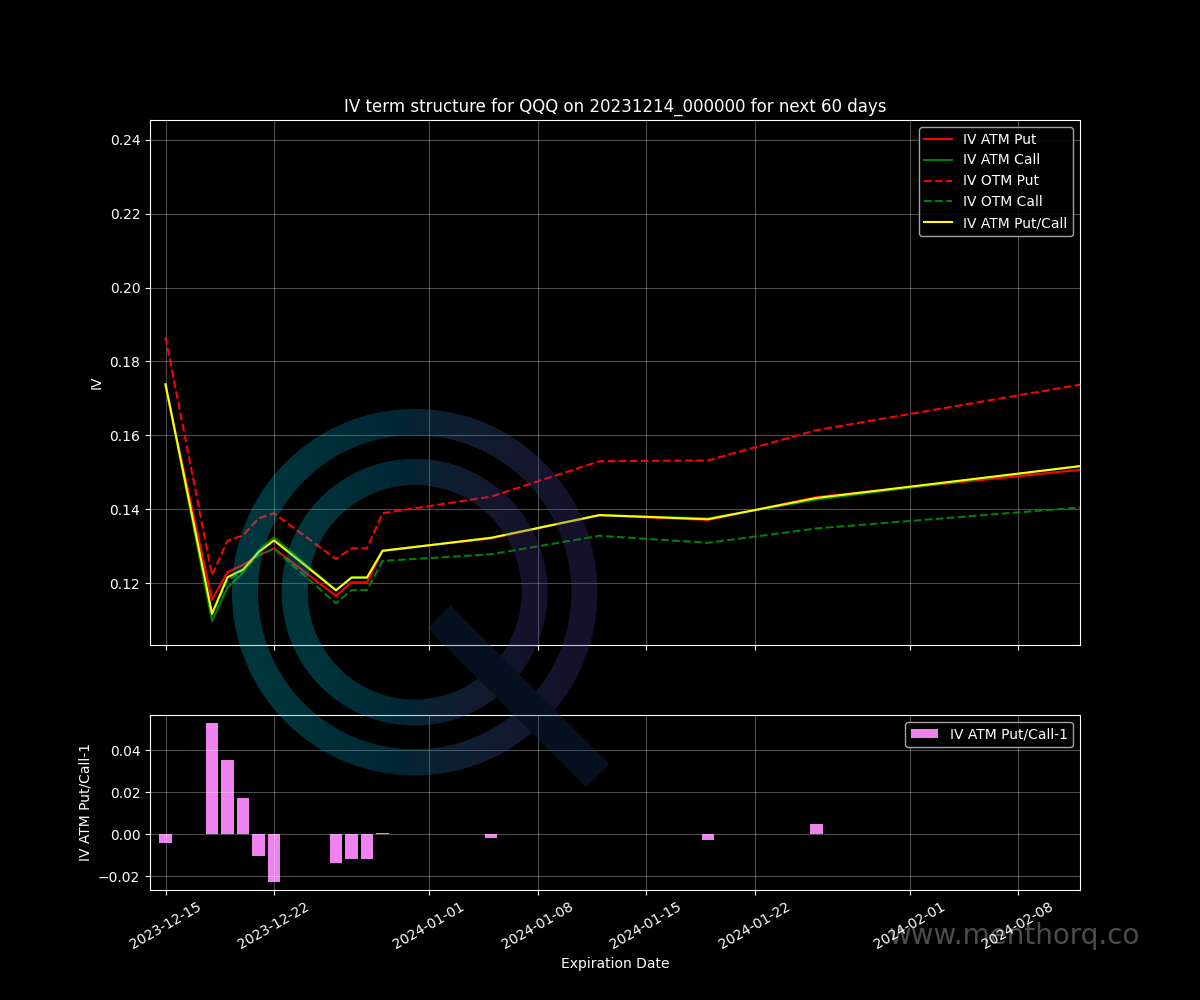 IV term structure for QQQ on 20231214_000000 for next 60 days
IV
0.24
0.22
0.20
0.18
0.16
0.14
0.12
IV ATM Put
IV ATM Call
IV OTM Put
IV OTM Call
IV ATM Put/Call
IV ATM Put/Call-1
0.04
0.02
0.00
−0.02
IV ATM Put/Call-1
2023-12-15
2023-12-22
2024-01-01
2024-01-08
2024-01-15
2024-01-22
2024-02-01
2024-02-08
www.menthorq.co
Expiration Date